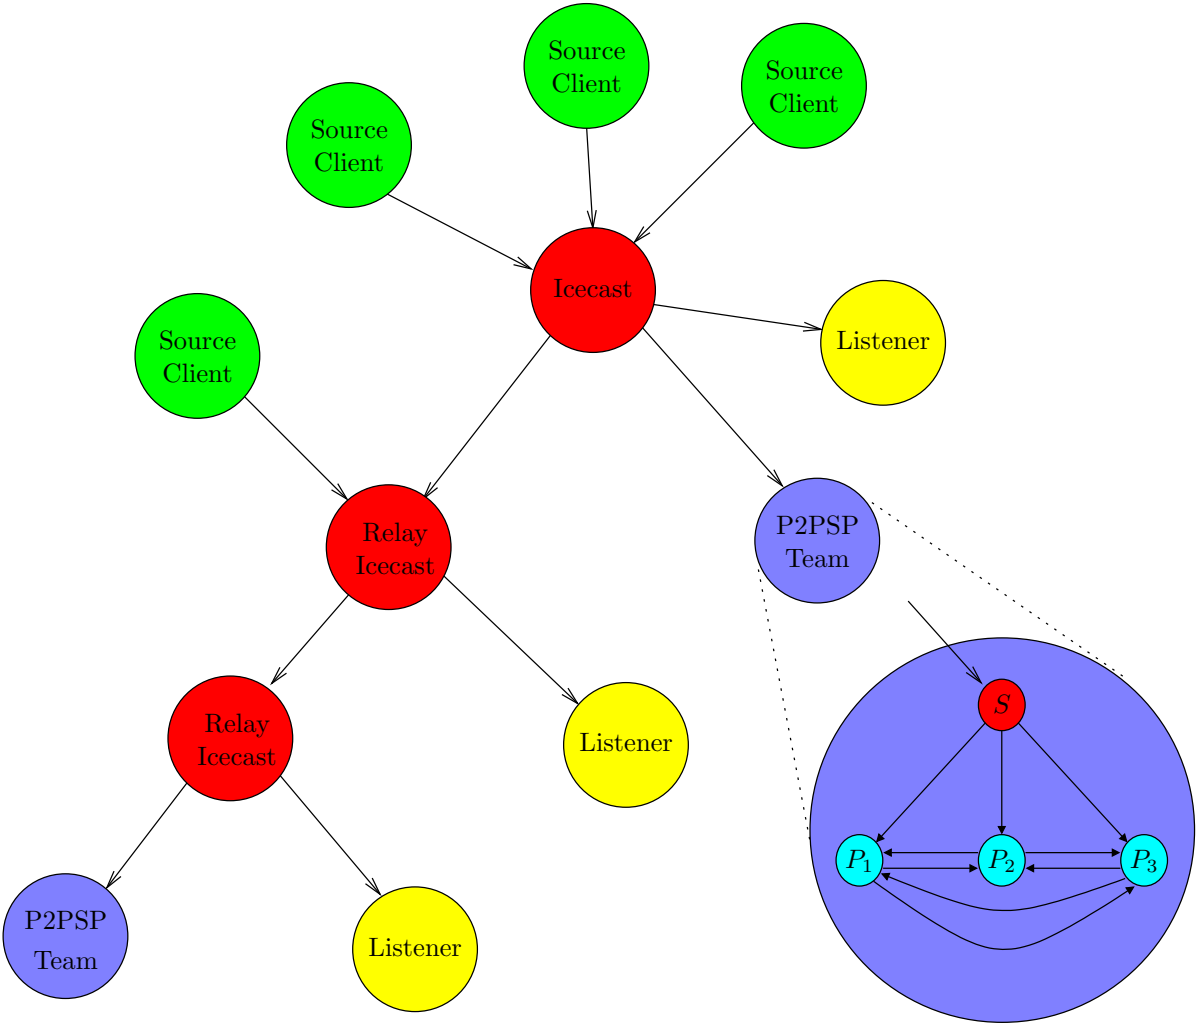 Source
Client
Source
Client
Source
Client
Icecast
Listener
Source
Client
P2PSP
Team
Relay
Icecast
S
Relay
Icecast
Listener
P1
P2
P3
P2PSP
Team
Listener